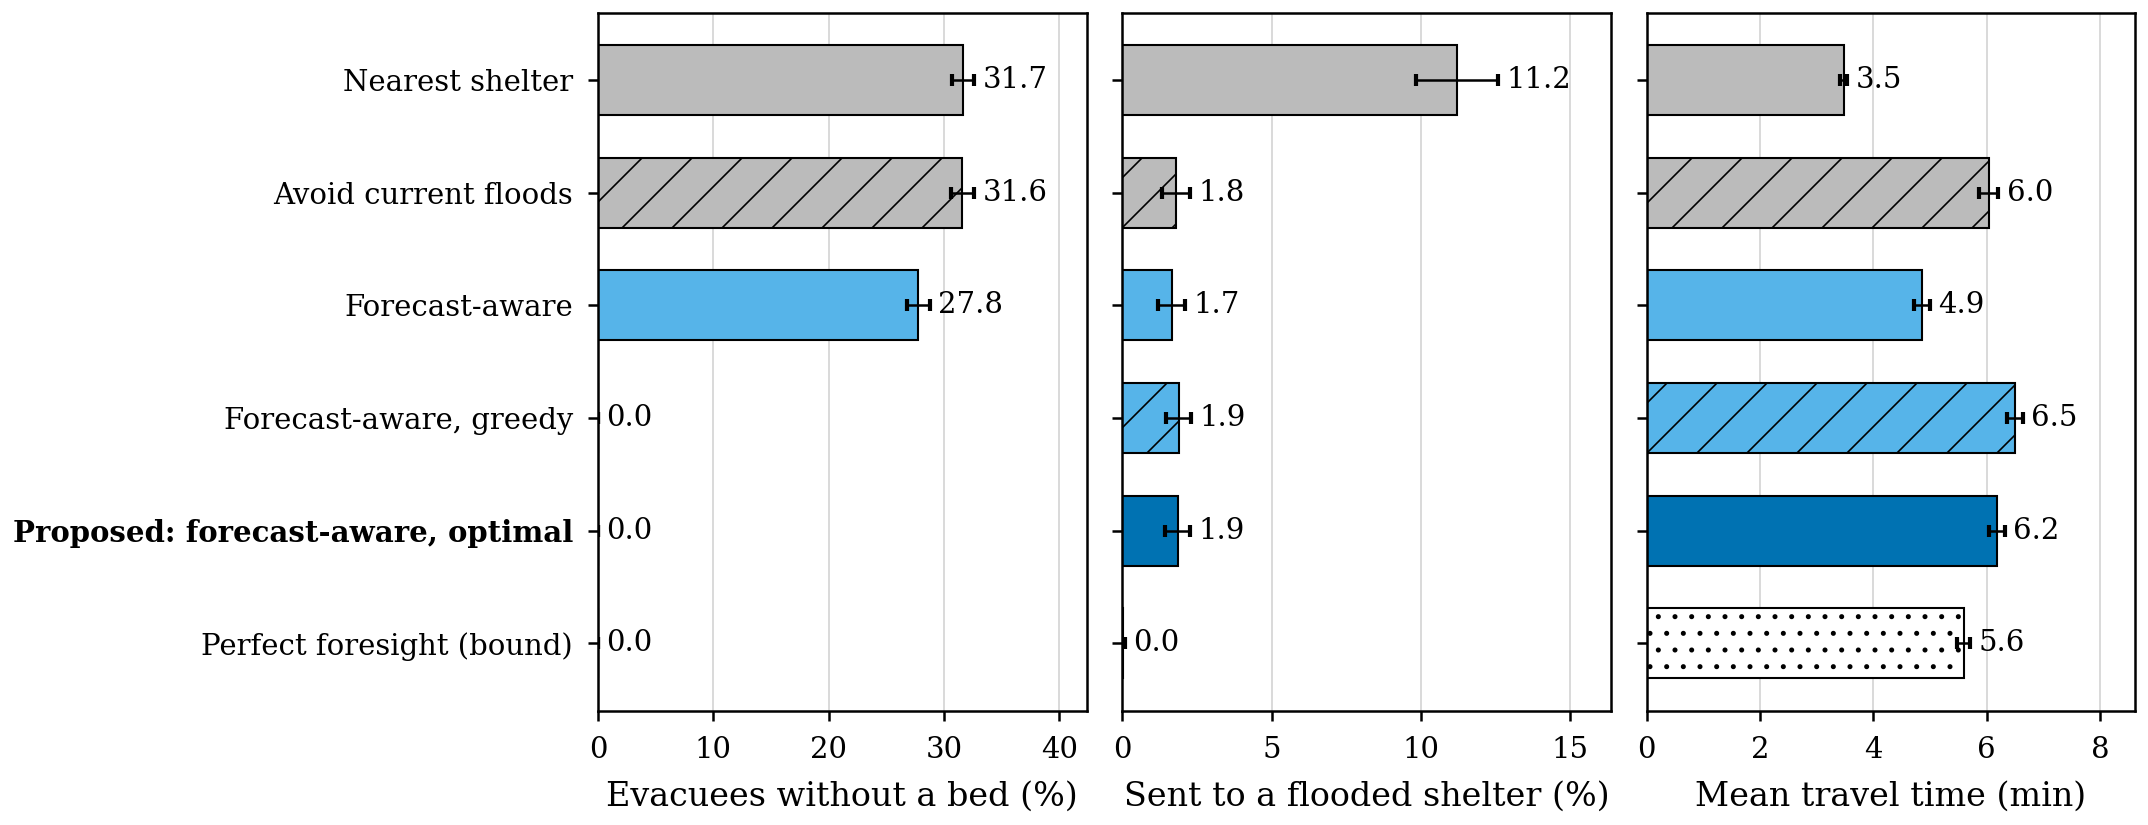 Nearest shelter 31.7 11.2 3.5
Avoid current floods 31.6 1.8 6.0
Forecast-aware 27.8 1.7 4.9
Forecast-aware, greedy 0.0 1.9 6.5
Proposed: forecast-aware, optimal 0.0 1.9 6.2
Perfect foresight (bound) 0.0 0.0 5.6
0 10 20 30 40 0 5 10 15 0 2 4 6 8
Evacuees without a bed (%) Sent to a flooded shelter (%) Mean travel time (min)